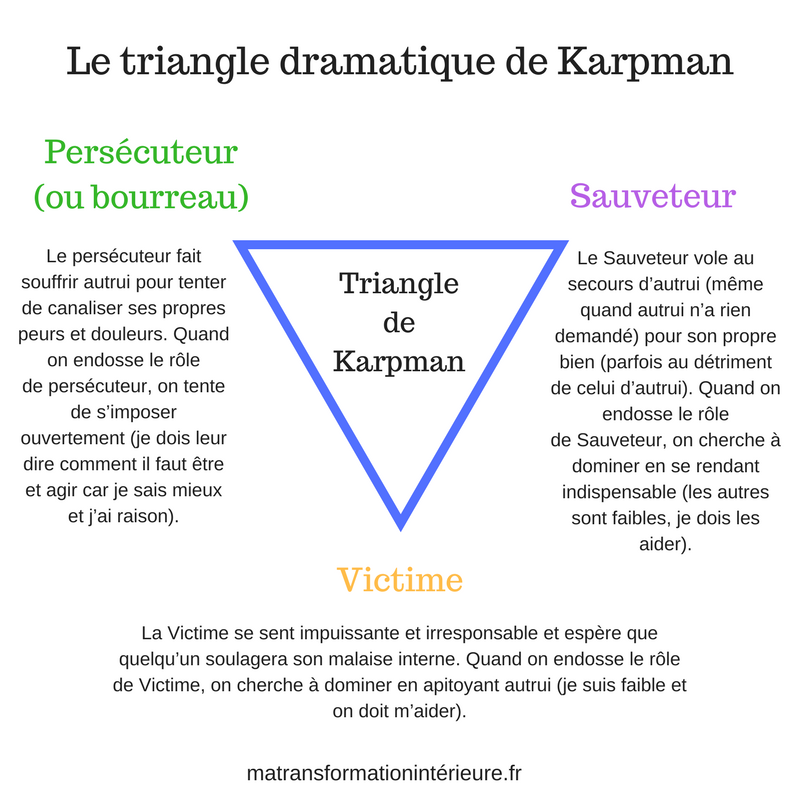 Le triangle dramatique de Karpman
Persécuteur
(ou bourreau)
Le persécuteur fait
souffrir autrui pour tenter
de canaliser ses propres
peurs et douleurs. Quand
on endosse le rôle
de persécuteur, on tente
de s’imposer
ouvertement (je dois leur
dire comment il faut être
et agir car je sais mieux
et j’ai raison).
Triangle
de
Karpman
Sauveteur
Le Sauveteur vole au
secours d’autrui (même
quand autrui n’a rien
demandé) pour son propre
bien (parfois au détriment
de celui d’autrui). Quand on
endosse le rôle
de Sauveteur, on cherche à
dominer en se rendant
indispensable (les autres
sont faibles, je dois les
aider).
Victime
La Victime se sent impuissante et irresponsable et espère que
quelqu’un soulagera son malaise interne. Quand on endosse le rôle
de Victime, on cherche à dominer en apitoyant autrui (je suis faible et
on doit m’aider).
matransformationintérieure.fr